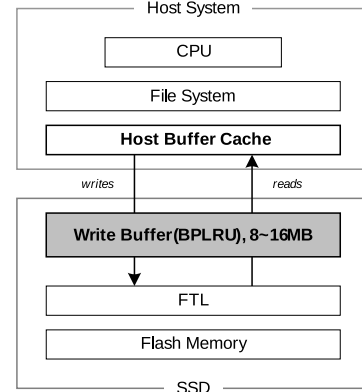 Host System
CPU
File System
Host Buffer Cache
writes
reads
Write Buffer(BPLRU), 8~16MB
FTL
Flash Memory
SSD